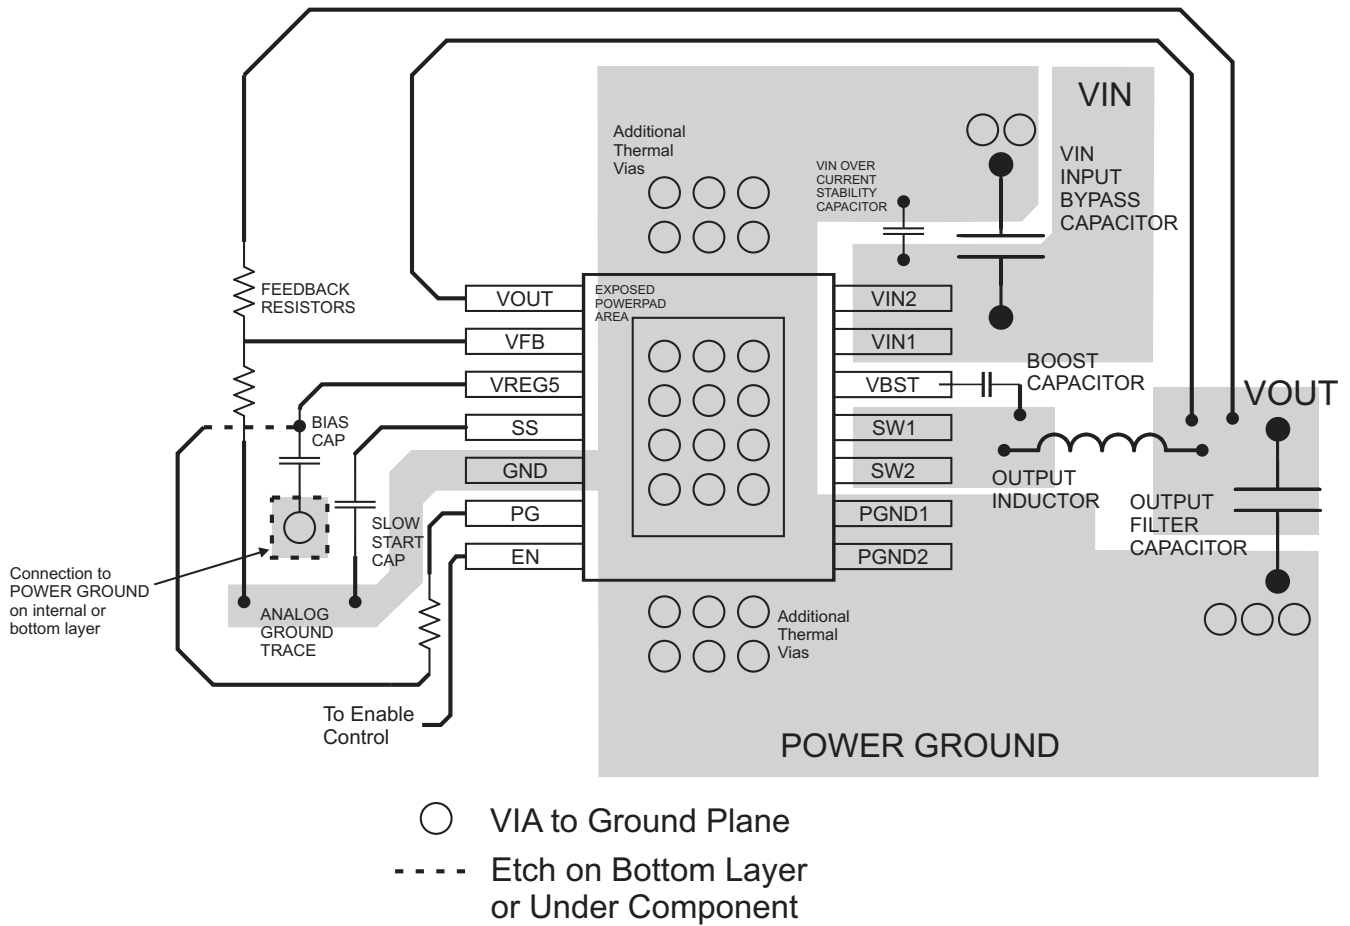 VIN
Additional
Thermal
Vias
VIN OVER
CURRENT
STABILITY
CAPACITOR
VIN
INPUT
BYPASS
CAPACITOR
FEEDBACK
RESISTORS
EXPOSED
POWERPAD
AREA
VOUT
VFB
VREG5
SS
GND
PG
EN
VIN2
VIN1
VBST
SW1
SW2
PGND1
PGND2
BOOST
CAPACITOR
VOUT
BIAS
CAP
OUTPUT
INDUCTOR
OUTPUT
FILTER
CAPACITOR
SLOW
START
CAP
Connection to
POWER GROUND
on internal or
bottom layer
ANALOG
GROUND
TRACE
Additional
Thermal
Vias
To Enable
Control
POWER GROUND
VIA to Ground Plane
Etch on Bottom Layer
or Under Component